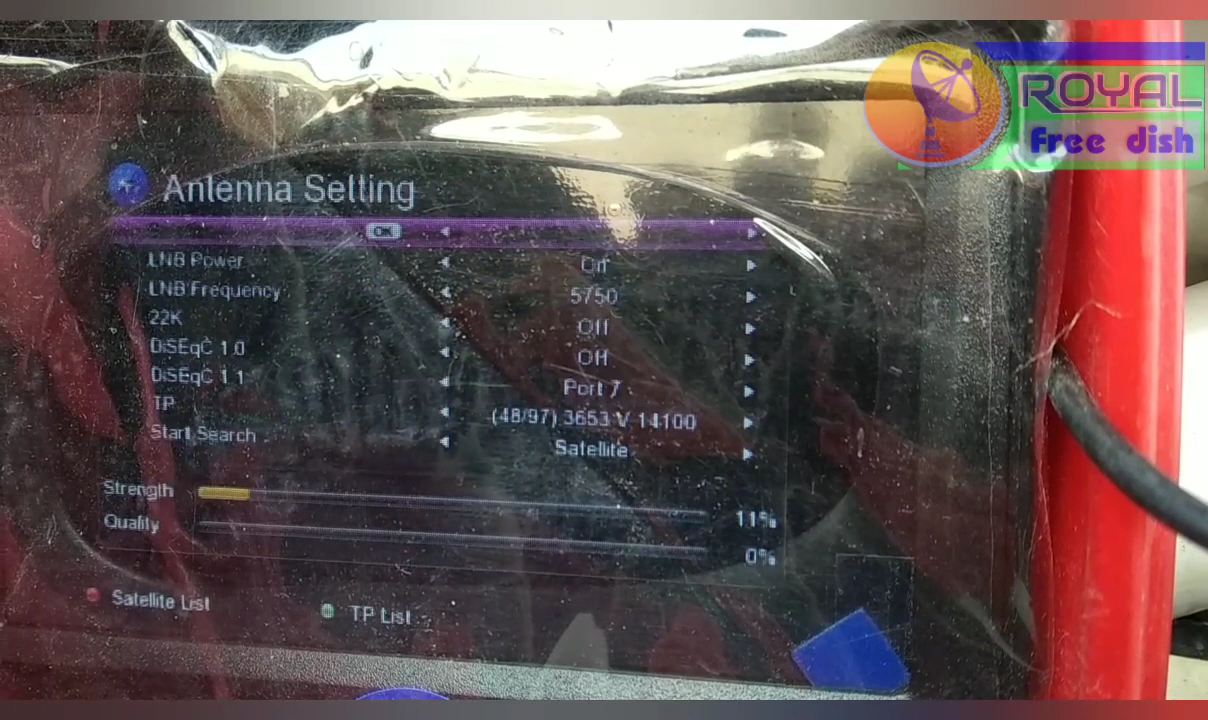 ROYAL
Free dish
Antenna Setting
OK
LNB Power
LNB Frequency 5750
22K Off
DiSEqC 1.0 Off
DiSEqC 1.1 Port 7
TP (48/97) 3653 V 14100
Start Search Satellite
Strength 11%
Quality 0%
Satellite List TP List